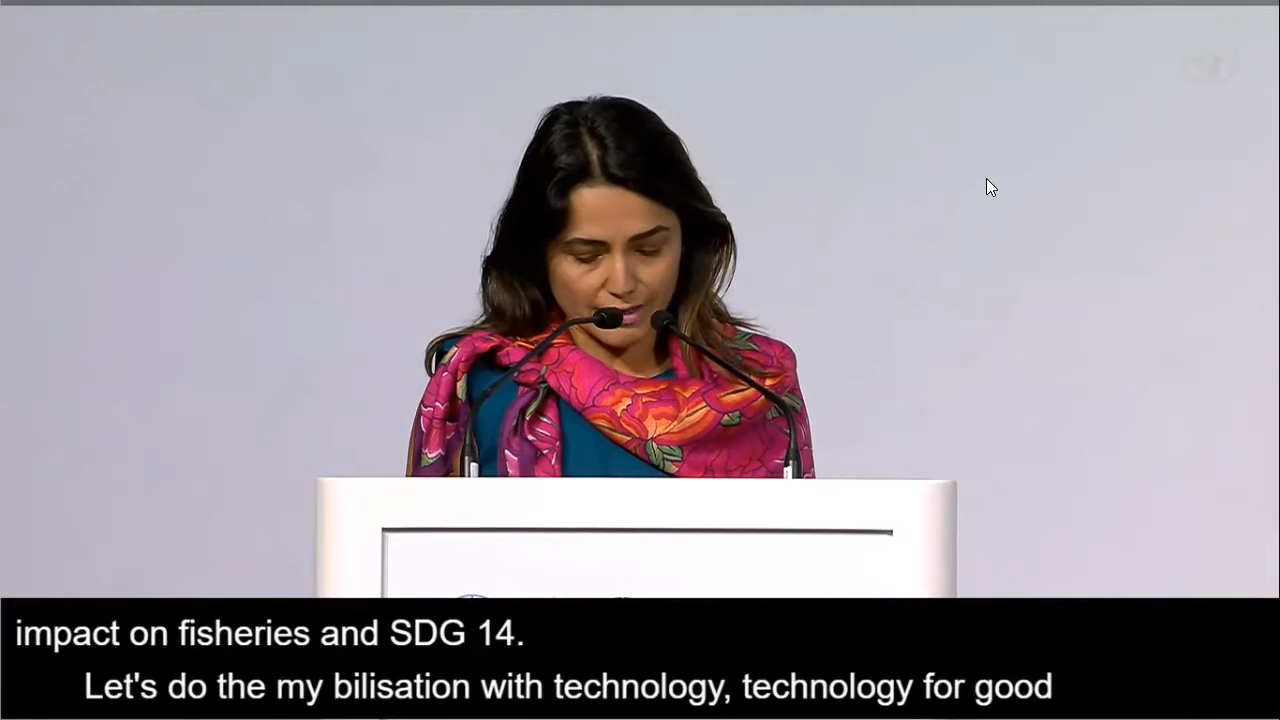 impact on fisheries and SDG 14.
Let's do the my bilisation with technology, technology for good